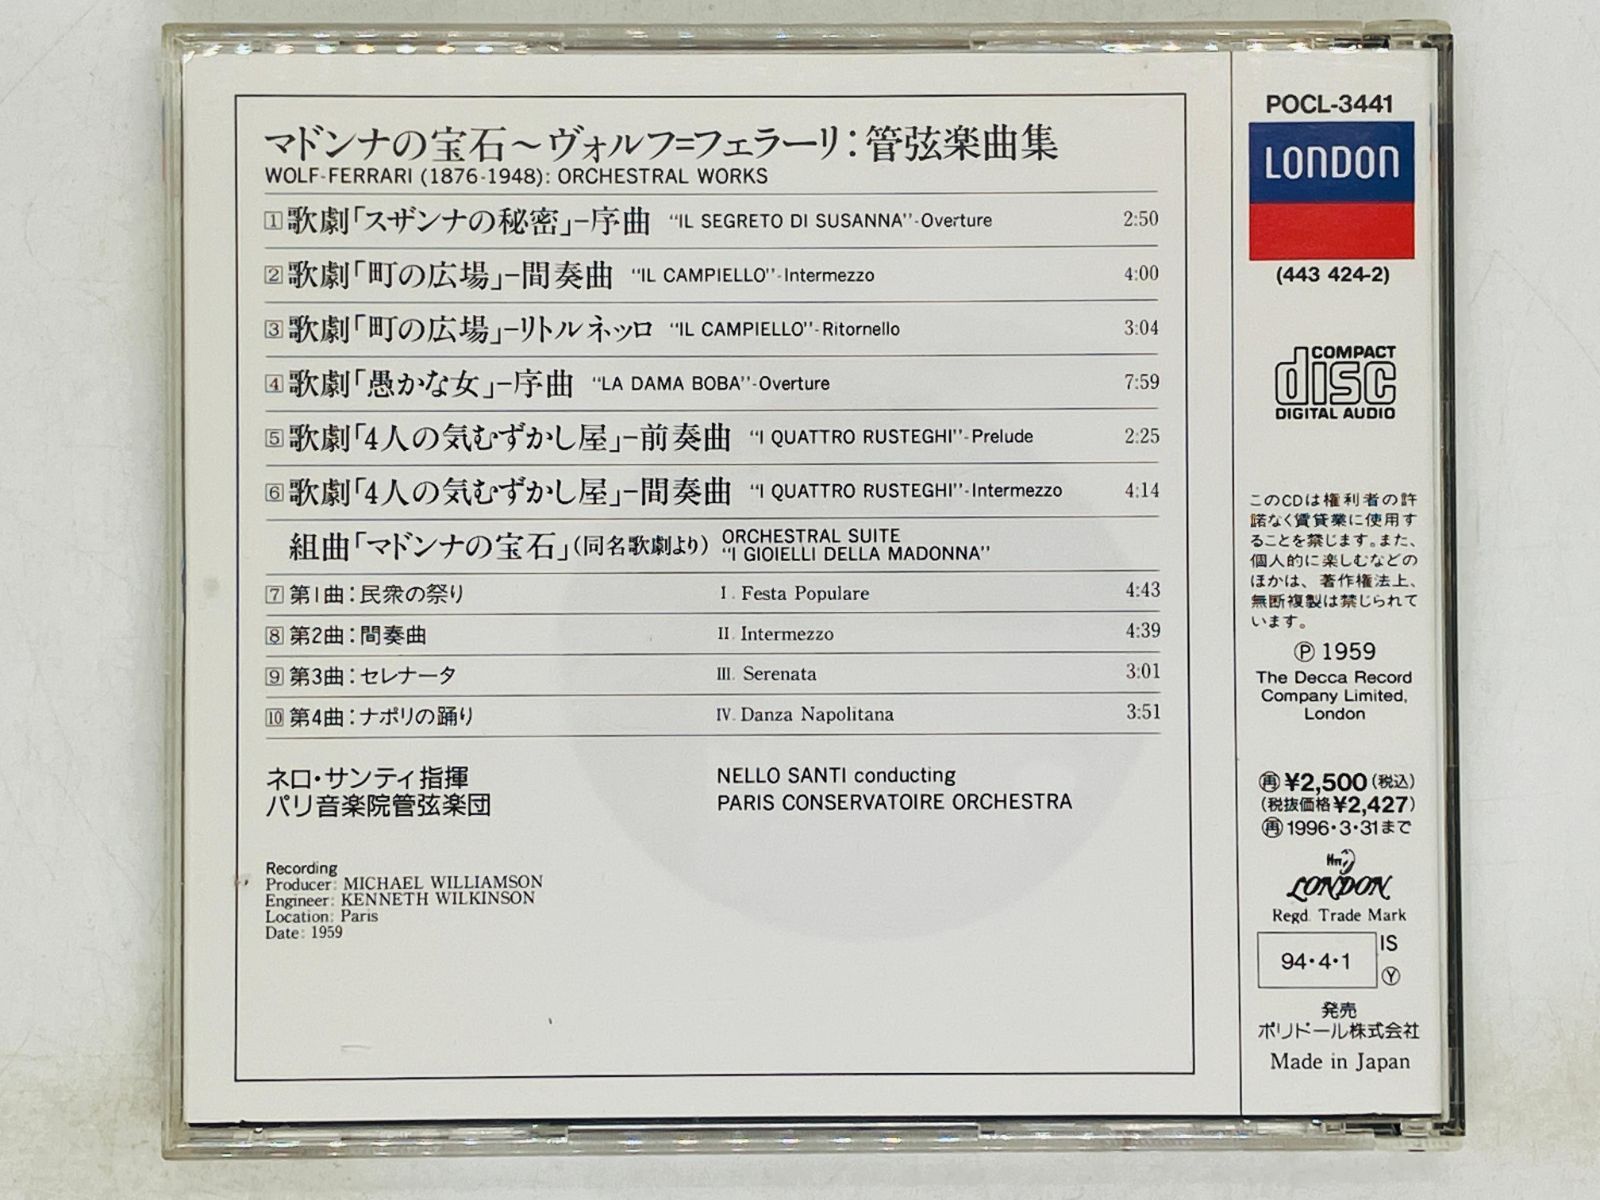 マドンナの宝石～ヴォルフ=フェラーリ：管弦楽曲集
WOLF-FERRARI (1876-1948): ORCHESTRAL WORKS
1 歌劇「スザンナの秘密」−序曲 "IL SEGRETO DI SUSANNA"-Overture 2:50
2 歌劇「町の広場」−間奏曲 "IL CAMPIELLO"-Intermezzo 4:00
3 歌劇「町の広場」−リトルネッロ "IL CAMPIELLO"-Ritornello 3:04
4 歌劇「愚かな女」−序曲 "LA DAMA BOBA"-Overture 7:59
5 歌劇「4人の気むずかし屋」−前奏曲 "I QUATTRO RUSTEGHI"-Prelude 2:25
6 歌劇「4人の気むずかし屋」−間奏曲 "I QUATTRO RUSTEGHI"-Intermezzo 4:14
組曲「マドンナの宝石」(同名歌劇より) ORCHESTRAL SUITE
"I GIOIELLI DELLA MADONNA"
7 第1曲：民衆の祭り I. Festa Populare 4:43
8 第2曲：間奏曲 II. Intermezzo 4:39
9 第3曲：セレナータ III. Serenata 3:01
10 第4曲：ナポリの踊り IV. Danza Napolitana 3:51
ネロ・サンティ指揮 NELLO SANTI conducting
パリ音楽院管弦楽団 PARIS CONSERVATOIRE ORCHESTRA
Recording
Producer: MICHAEL WILLIAMSON
Engineer: KENNETH WILKINSON
Location: Paris
Date: 1959
POCL-3441
LONDON
(443 424-2)
COMPACT
disc
DIGITAL AUDIO
このCDは権利者の許
諾なく賃貸業に使用す
ることを禁じます。また、
個人的に楽しむなどの
ほかは、著作権法上、
無断複製は禁じられて
います。
Ⓟ 1959
The Decca Record
Company Limited,
London
再 ¥2,500 (税込)
(税抜価格¥2,427)
再 1996・3・31まで
ffrr
LONDON
Regd. Trade Mark
94・4・1 IS
Ⓨ
発売
ポリドール株式会社
Made in Japan